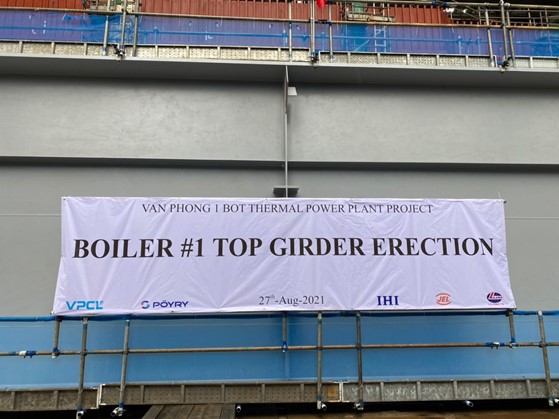 VAN PHONG 1 BOT THERMAL POWER PLANT PROJECT
BOILER #1 TOP GIRDER ERECTION
VPCL PÖYRY 27th-Aug-2021 IHI JEL